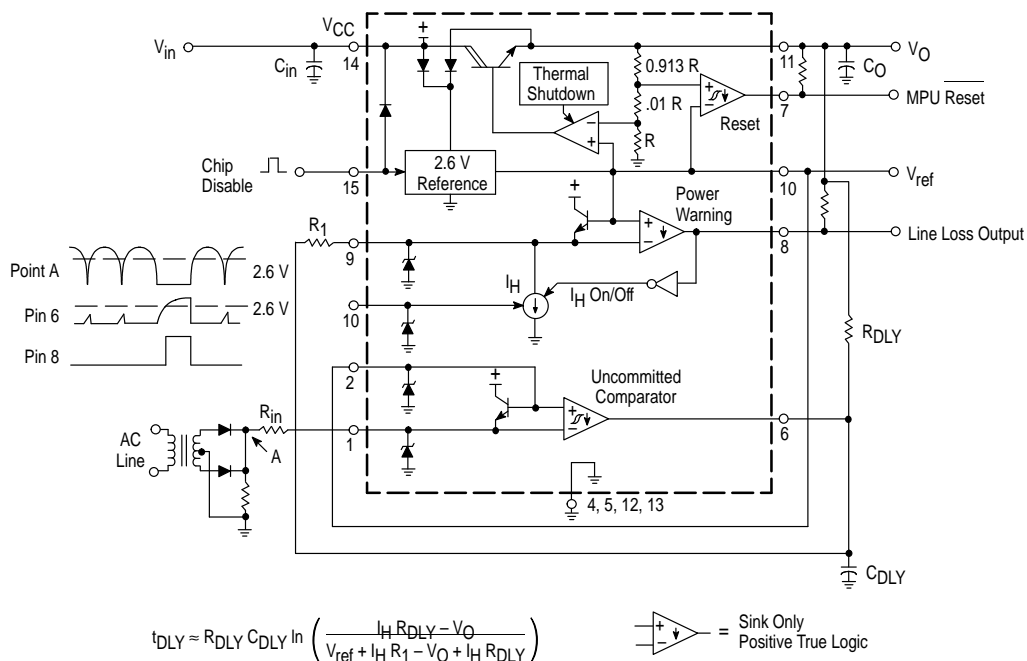 V_in
C_in
V_CC
14
+
Thermal
Shutdown
0.913 R
.01 R
R
−
+
Reset
11
C_O
V_O
7
MPU Reset
Chip
Disable
15
2.6 V
Reference
10
V_ref
R_1
9
+
Power
Warning
+
−
8
Line Loss Output
Point A
2.6 V
Pin 6
2.6 V
Pin 8
10
I_H
I_H On/Off
R_DLY
2
+
Uncommitted
Comparator
+
−
6
AC
Line
R_in
A
1
4, 5, 12, 13
C_DLY
t_DLY ≈ R_DLY C_DLY ln ( I_H R_DLY – V_O / V_ref + I_H R_1 – V_O + I_H R_DLY )
+
−
= Sink Only
Positive True Logic